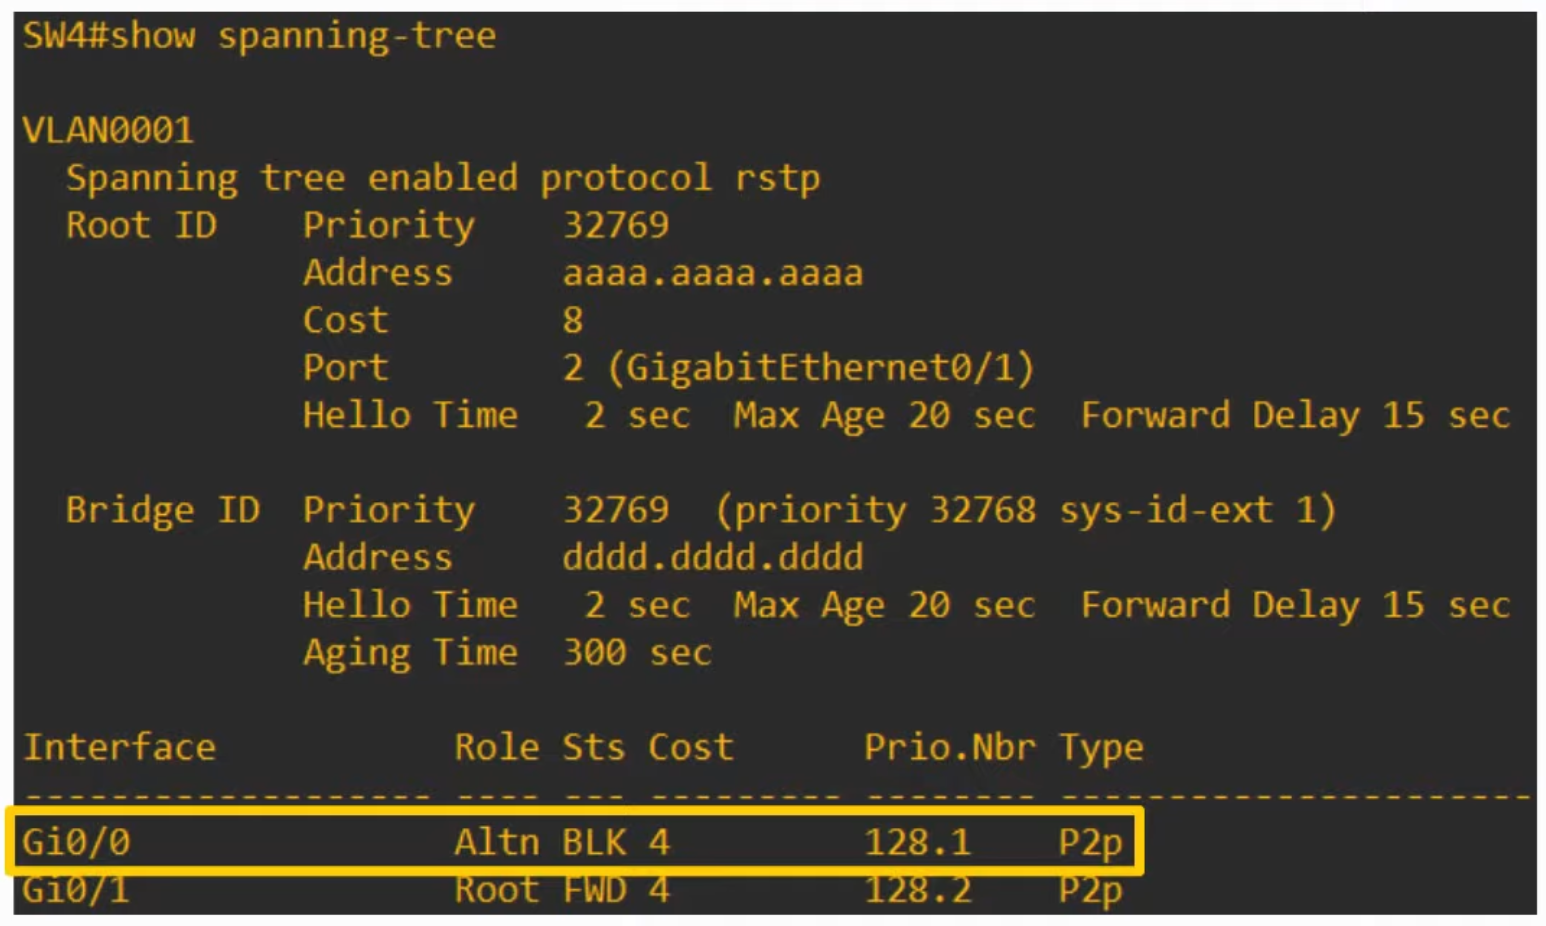 SW4#show spanning-tree
VLAN0001
  Spanning tree enabled protocol rstp
  Root ID    Priority    32769
             Address     aaaa.aaaa.aaaa
             Cost        8
             Port        2 (GigabitEthernet0/1)
             Hello Time   2 sec  Max Age 20 sec  Forward Delay 15 sec
  Bridge ID  Priority    32769  (priority 32768 sys-id-ext 1)
             Address     dddd.dddd.dddd
             Hello Time   2 sec  Max Age 20 sec  Forward Delay 15 sec
             Aging Time  300 sec
Interface           Role Sts Cost      Prio.Nbr Type
------------------- ---- --- --------- -------- ----------------------
Gi0/0               Altn BLK 4         128.1    P2p
Gi0/1               Root FWD 4         128.2    P2p